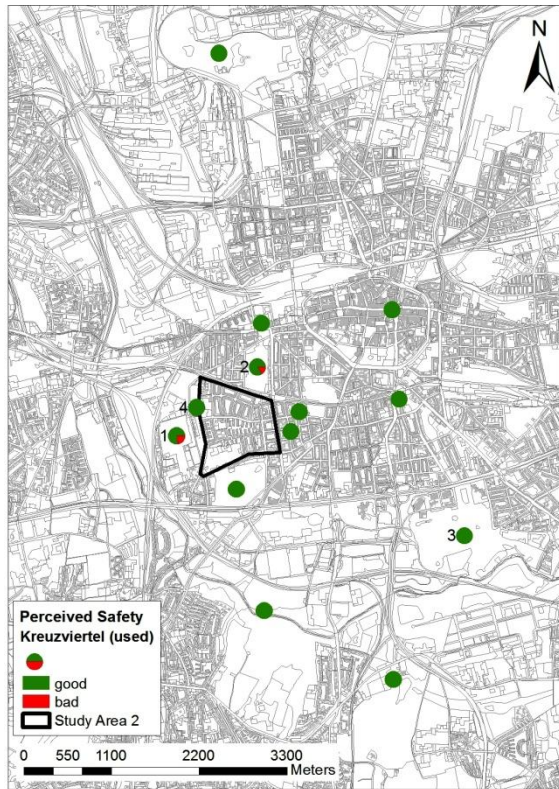 N
2
4
1
3
Perceived Safety
Kreuzviertel (used)
good
bad
Study Area 2
0 550 1100 2200 3300
Meters